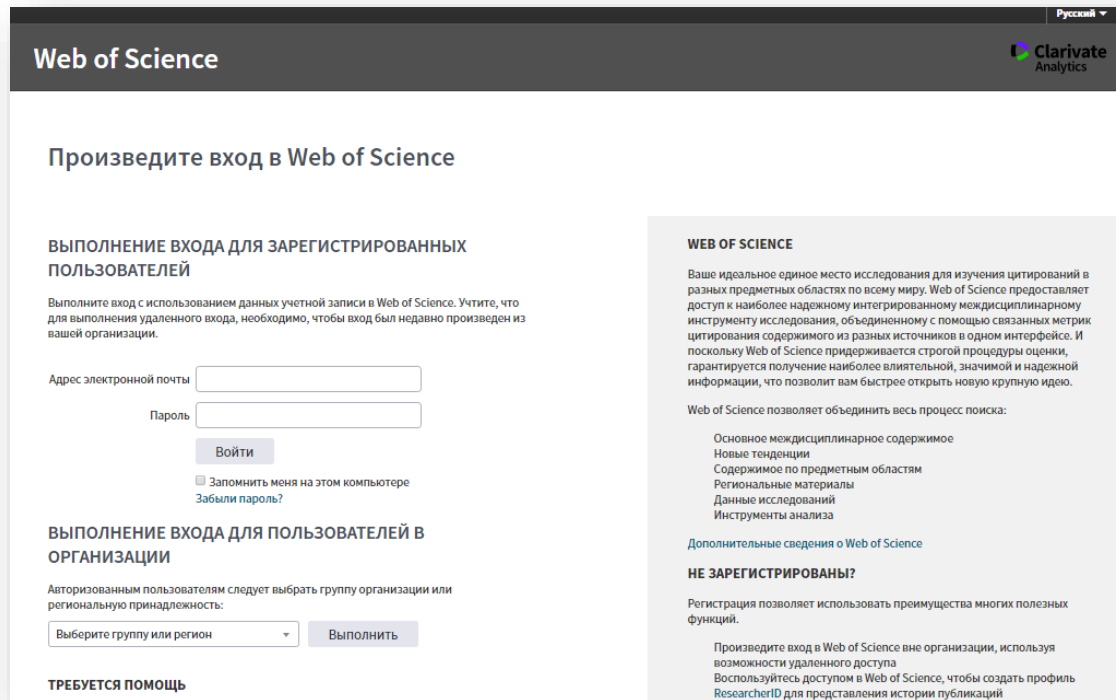 Русский
Web of Science
Clarivate
Analytics
Произведите вход в Web of Science
ВЫПОЛНЕНИЕ ВХОДА ДЛЯ ЗАРЕГИСТРИРОВАННЫХ
ПОЛЬЗОВАТЕЛЕЙ
Выполните вход с использованием данных учетной записи в Web of Science. Учтите, что
для выполнения удаленного входа, необходимо, чтобы вход был недавно произведен из
вашей организации.
Адрес электронной почты
Пароль
Войти
Запомнить меня на этом компьютере
Забыли пароль?
ВЫПОЛНЕНИЕ ВХОДА ДЛЯ ПОЛЬЗОВАТЕЛЕЙ В
ОРГАНИЗАЦИИ
Авторизованным пользователям следует выбрать группу организации или
региональную принадлежность:
Выберите группу или регион
Выполнить
ТРЕБУЕТСЯ ПОМОЩЬ
WEB OF SCIENCE
Ваше идеальное единое место исследования для изучения цитирований в
разных предметных областях по всему миру. Web of Science предоставляет
доступ к наиболее надежному интегрированному междисциплинарному
инструменту исследования, объединенному с помощью связанных метрик
цитирования содержимого из разных источников в одном интерфейсе. И
поскольку Web of Science придерживается строгой процедуры оценки,
гарантируется получение наиболее влиятельной, значимой и надежной
информации, что позволит вам быстрее открыть новую крупную идею.
Web of Science позволяет объединить весь процесс поиска:
Основное междисциплинарное содержимое
Новые тенденции
Содержимое по предметным областям
Региональные материалы
Данные исследований
Инструменты анализа
Дополнительные сведения о Web of Science
НЕ ЗАРЕГИСТРИРОВАНЫ?
Регистрация позволяет использовать преимущества многих полезных
функций.
Произведите вход в Web of Science вне организации, используя
возможности удаленного доступа
Воспользуйтесь доступом в Web of Science, чтобы создать профиль
ResearcherID для представления истории публикаций